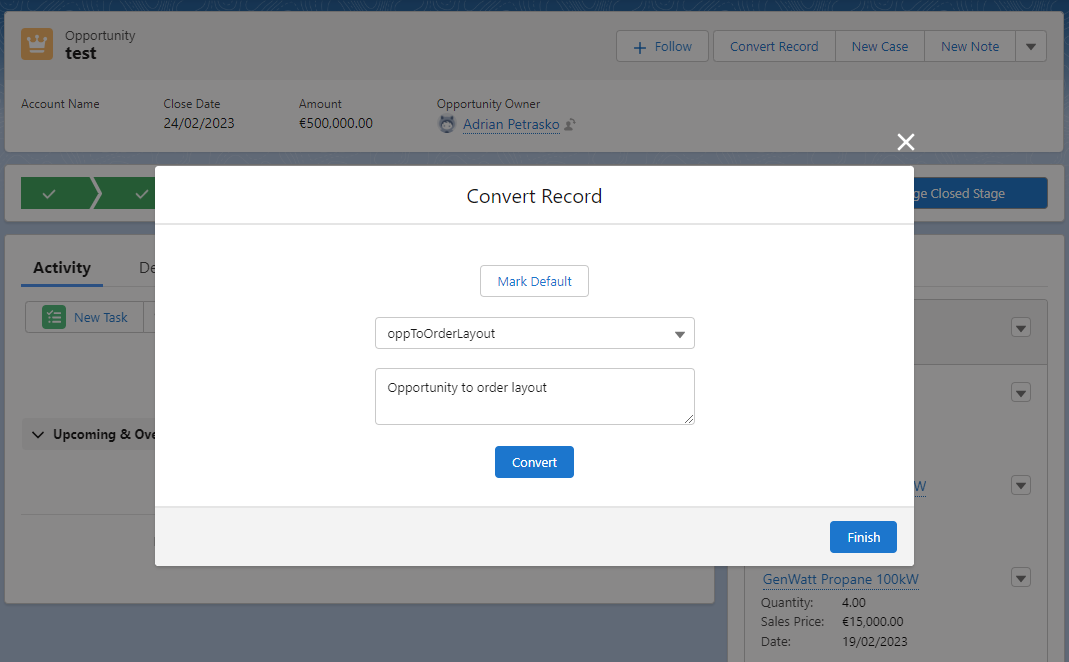 Opportunity
test
Follow
Convert Record
New Case
New Note
Account Name
Close Date
Amount
Opportunity Owner
24/02/2023
€500,000.00
Adrian Petrasko
Convert Record
ge Closed Stage
Activity
De
Mark Default
New Task
oppToOrderLayout
Opportunity to order layout
Upcoming & Ove
Convert
W
Finish
GenWatt Propane 100kW
Quantity: 4.00
Sales Price: €15,000.00
Date: 19/02/2023